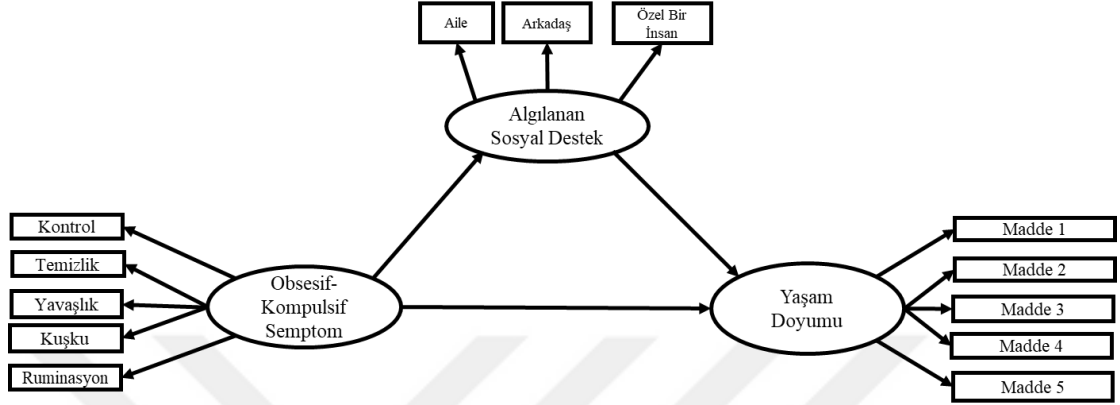 Aile
Arkadaş
Özel Bir
İnsan
Algılanan
Sosyal Destek
Kontrol
Temizlik
Yavaşlık
Kuşku
Ruminasyon
Obsesif-
Kompulsif
Semptom
Yaşam
Doyumu
Madde 1
Madde 2
Madde 3
Madde 4
Madde 5